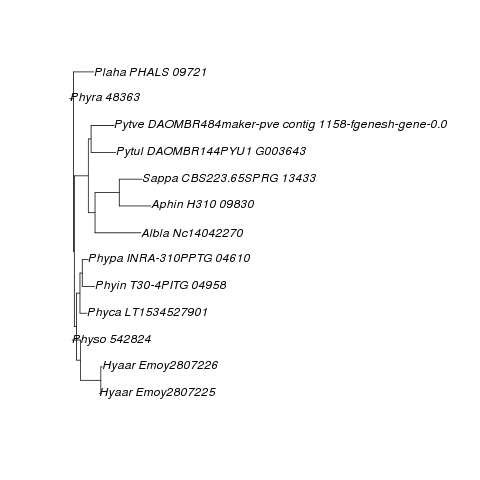 Plaha PHALS 09721
Phyra 48363
Pytve DAOMBR484maker-pve contig 1158-fgenesh-gene-0.0
Pytul DAOMBR144PYU1 G003643
Sappa CBS223.65SPRG 13433
Aphin H310 09830
Albla Nc14042270
Phypa INRA-310PPTG 04610
Phyin T30-4PITG 04958
Phyca LT1534527901
Physo 542824
Hyaar Emoy2807226
Hyaar Emoy2807225